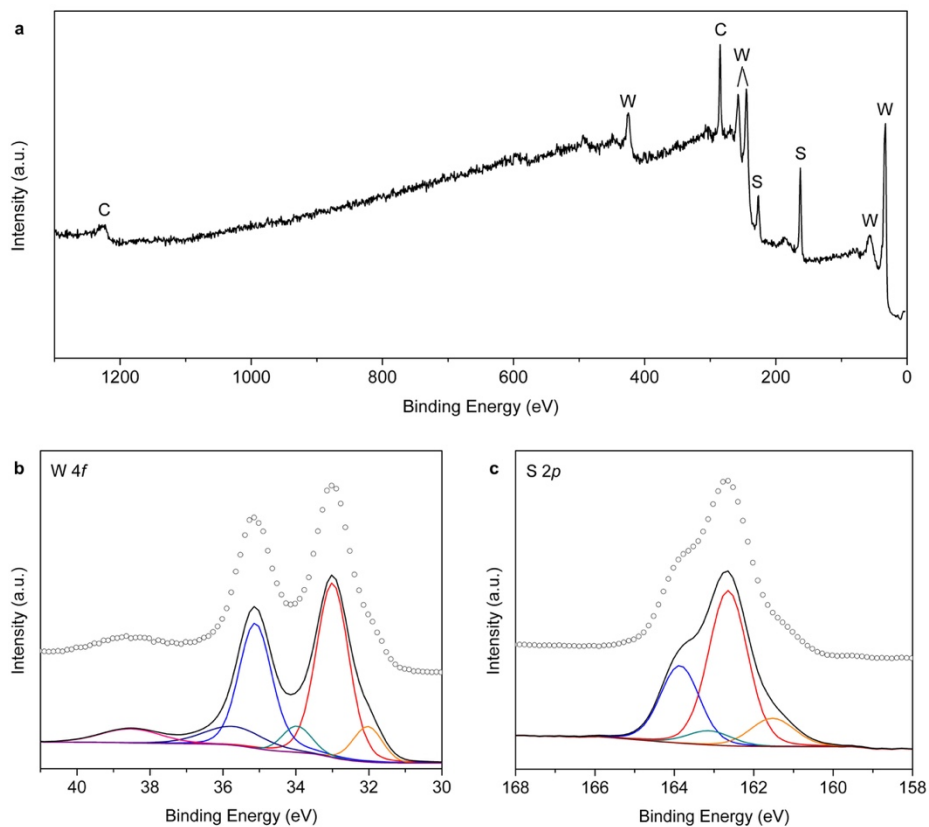 a
C
W
C
W
S
S
W
W
Intensity (a.u.)
1200 1000 800 600 400 200 0
Binding Energy (eV)
b W 4f
Intensity (a.u.)
40 38 36 34 32 30
Binding Energy (eV)
c S 2p
Intensity (a.u.)
168 166 164 162 160 158
Binding Energy (eV)